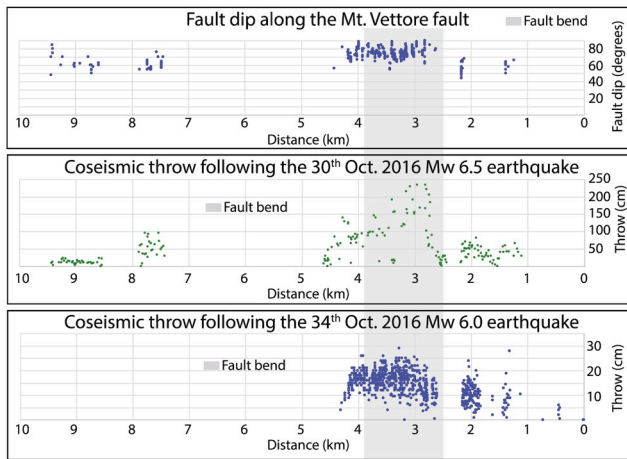 Fault dip along the Mt. Vettore fault
Fault bend
80
60
40
20
Fault dip (degrees)
10 9 8 7 6 5 4 3 2 1 0
Distance (km)
Coseismic throw following the 30th Oct. 2016 Mw 6.5 earthquake
Fault bend
250
200
150
100
50
Throw (cm)
10 9 8 7 6 5 4 3 2 1 0
Distance (km)
Coseismic throw following the 34th Oct. 2016 Mw 6.0 earthquake
Fault bend
30
20
10
Throw (cm)
10 9 8 7 6 5 4 3 2 1 0
Distance (km)